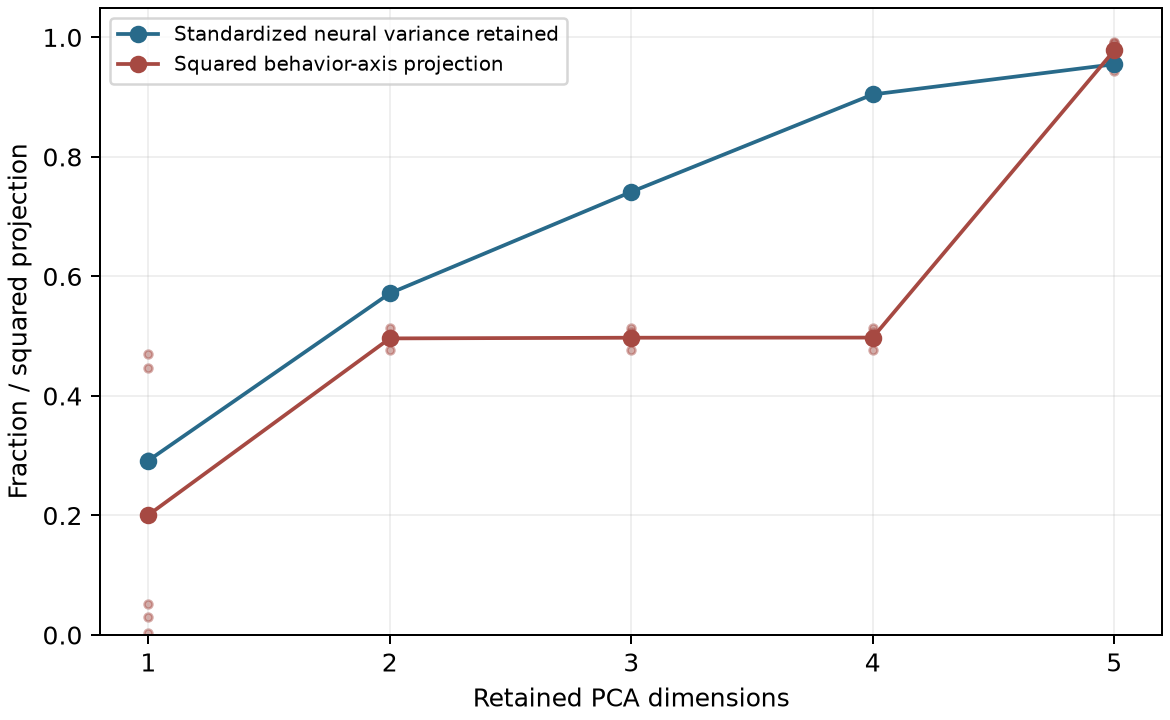 Standardized neural variance retained
Squared behavior-axis projection
Fraction / squared projection
1.0
0.8
0.6
0.4
0.2
0.0
1 2 3 4 5
Retained PCA dimensions